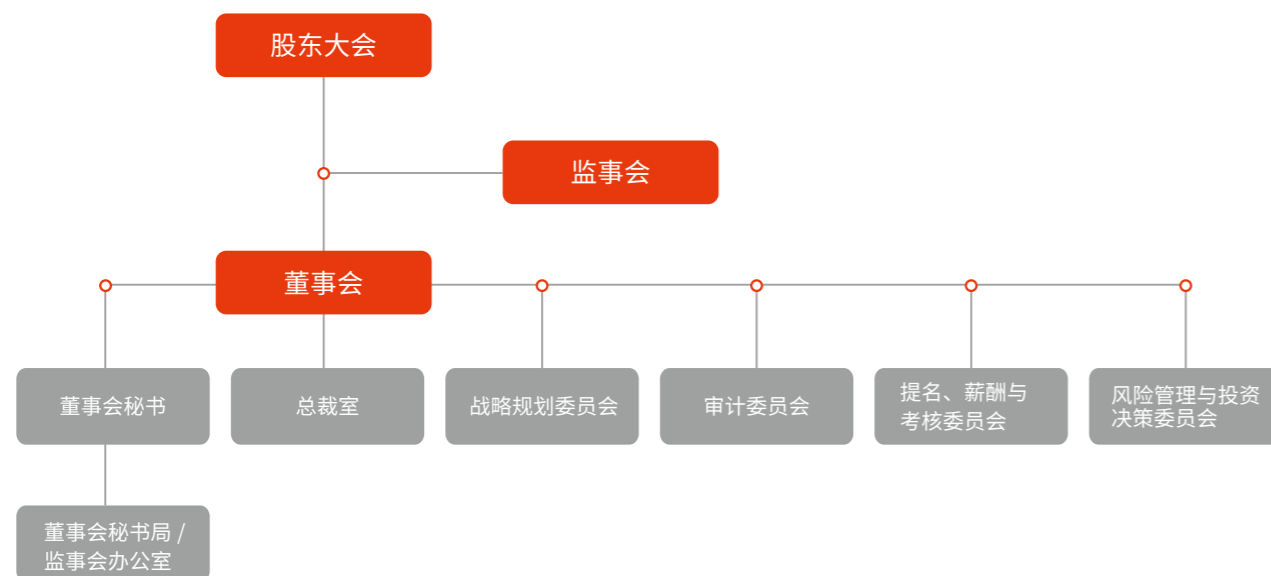 股东大会
监事会
董事会
董事会秘书
总裁室
战略规划委员会
审计委员会
提名、薪酬与
考核委员会
风险管理与投资
决策委员会
董事会秘书局 /
监事会办公室